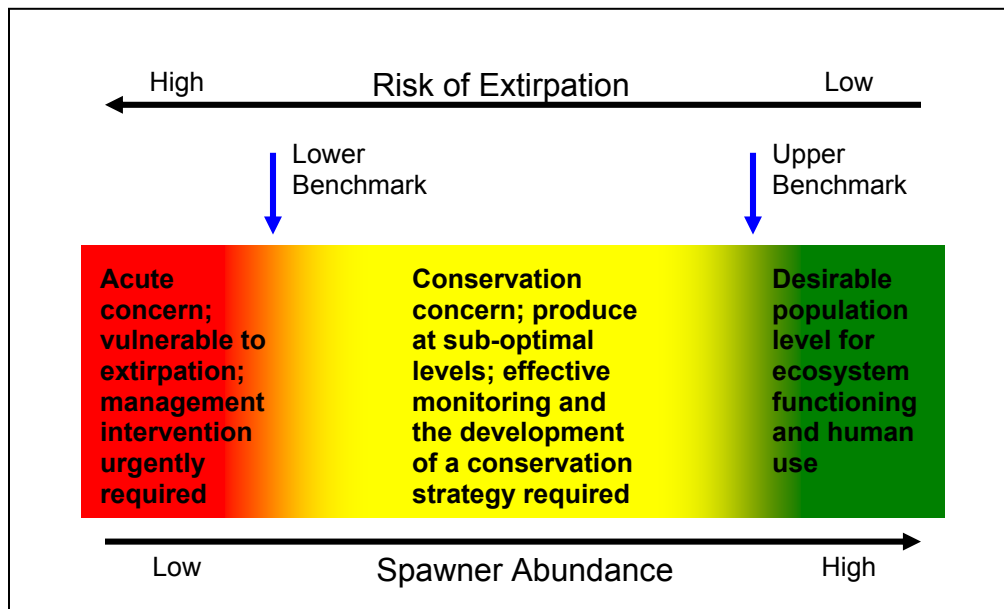 High Risk of Extirpation Low
Lower
Benchmark
Upper
Benchmark
Acute
concern;
vulnerable to
extirpation;
management
intervention
urgently
required
Conservation
concern; produce
at sub-optimal
levels; effective
monitoring and
the development
of a conservation
strategy required
Desirable
population
level for
ecosystem
functioning
and human
use
Low Spawner Abundance High